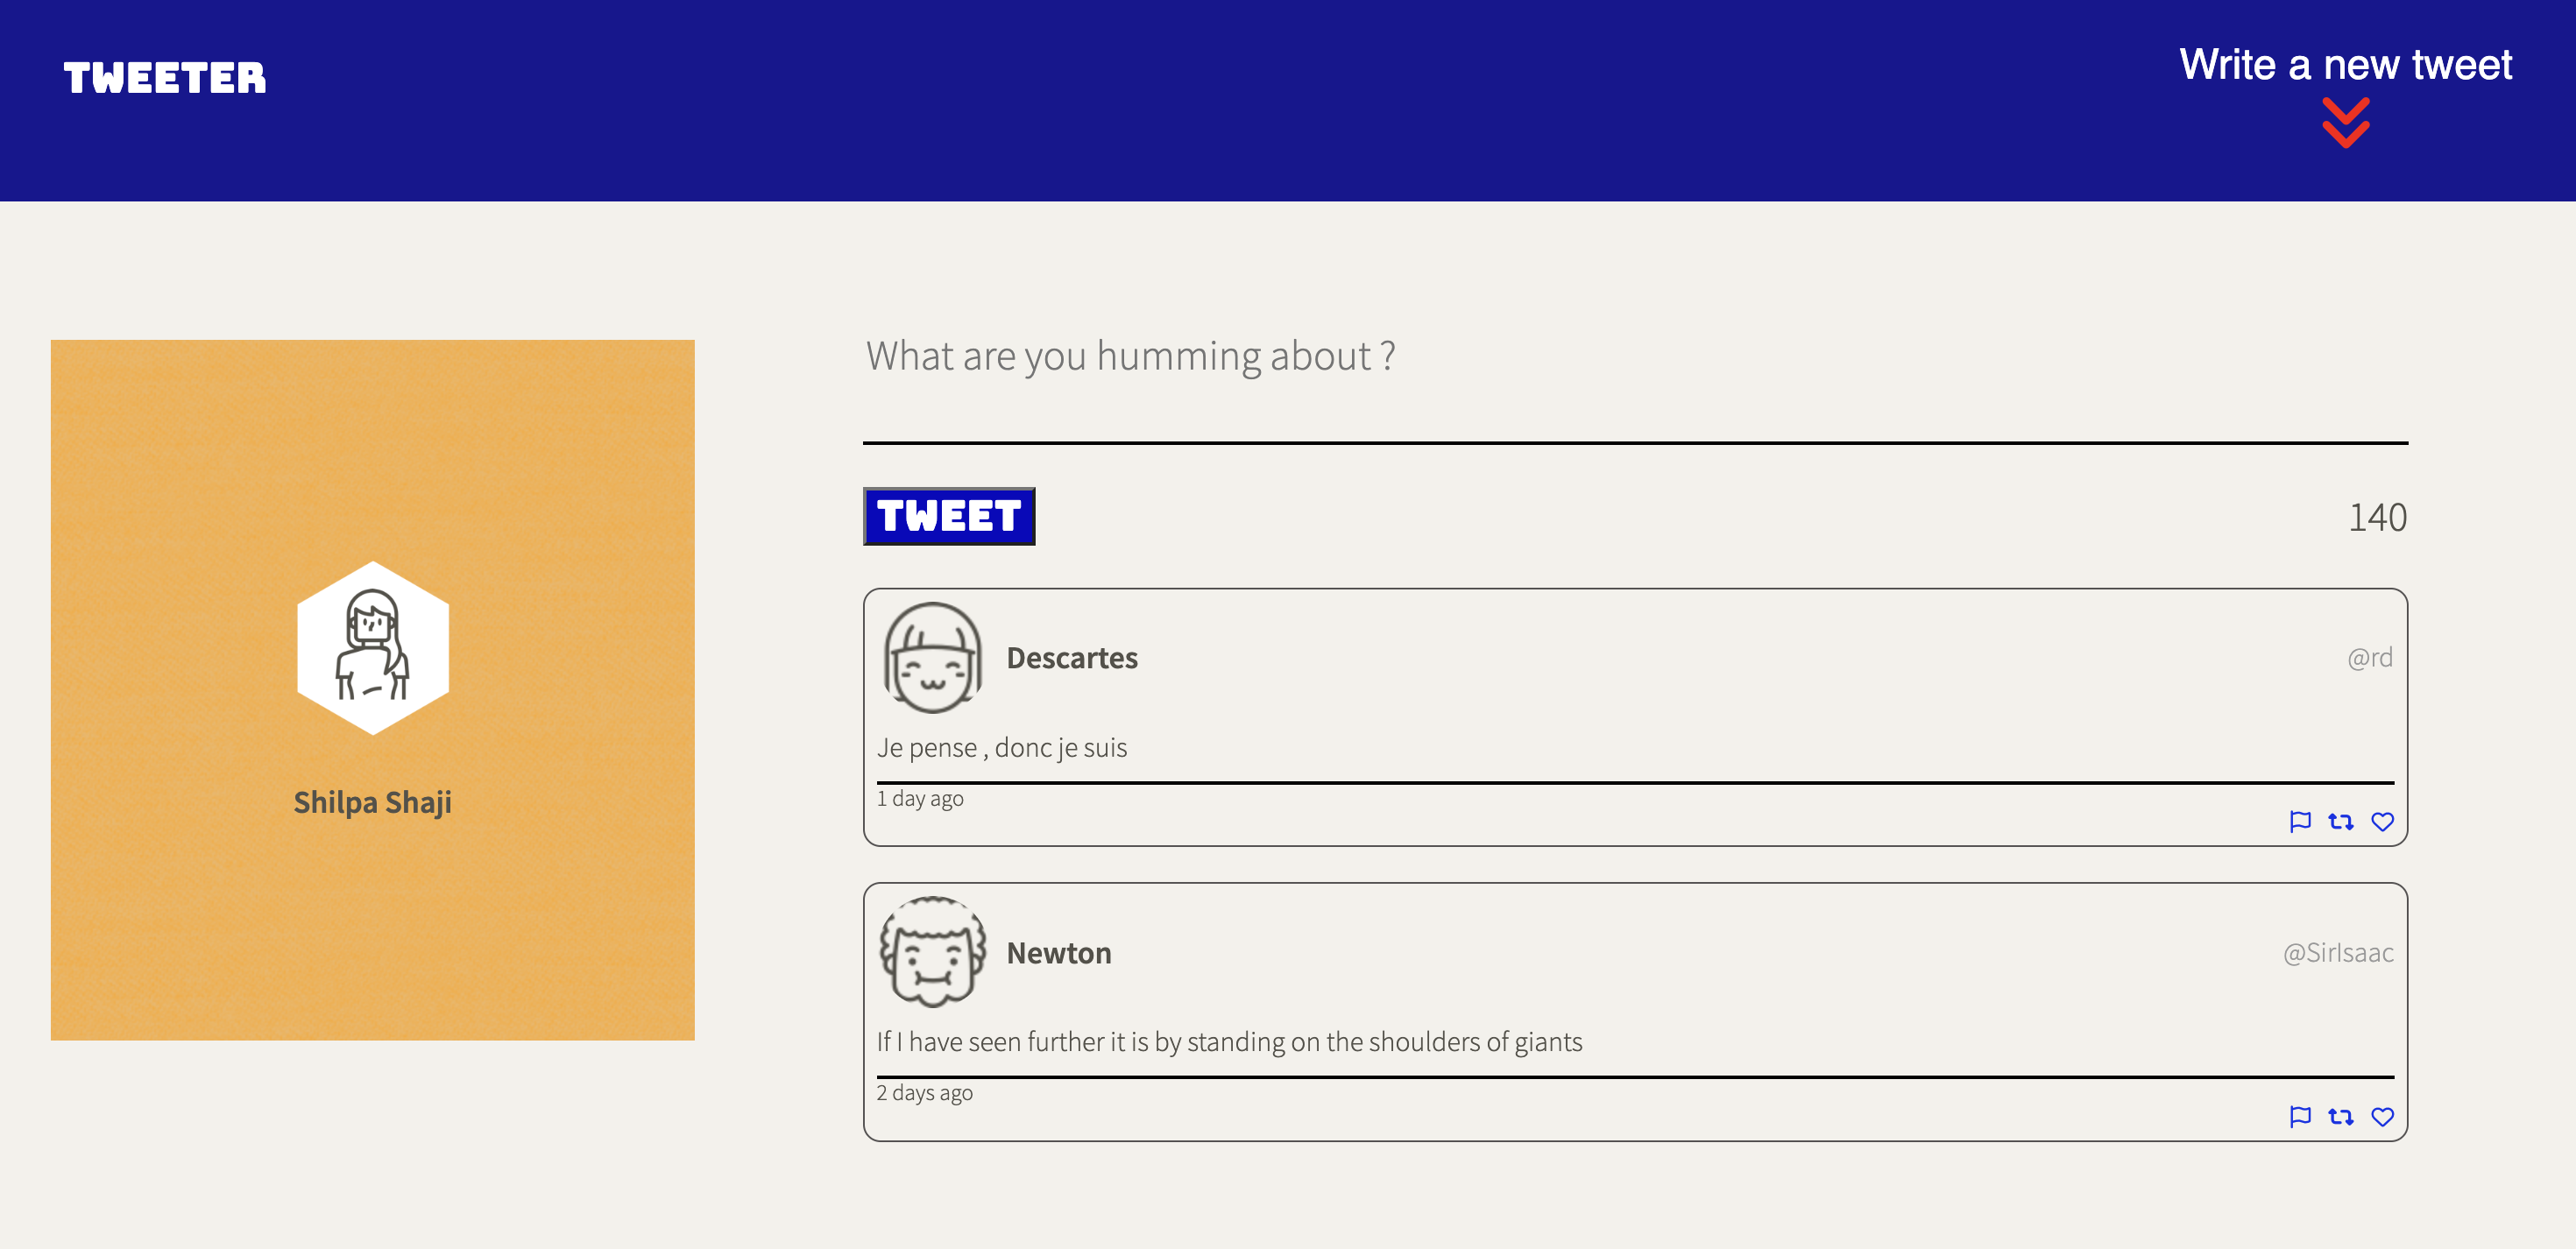 TWEETER
Write a new tweet
Shilpa Shaji
What are you humming about ?
TWEET
140
Descartes
@rd
Je pense , donc je suis
1 day ago
Newton
@SirIsaac
If I have seen further it is by standing on the shoulders of giants
2 days ago